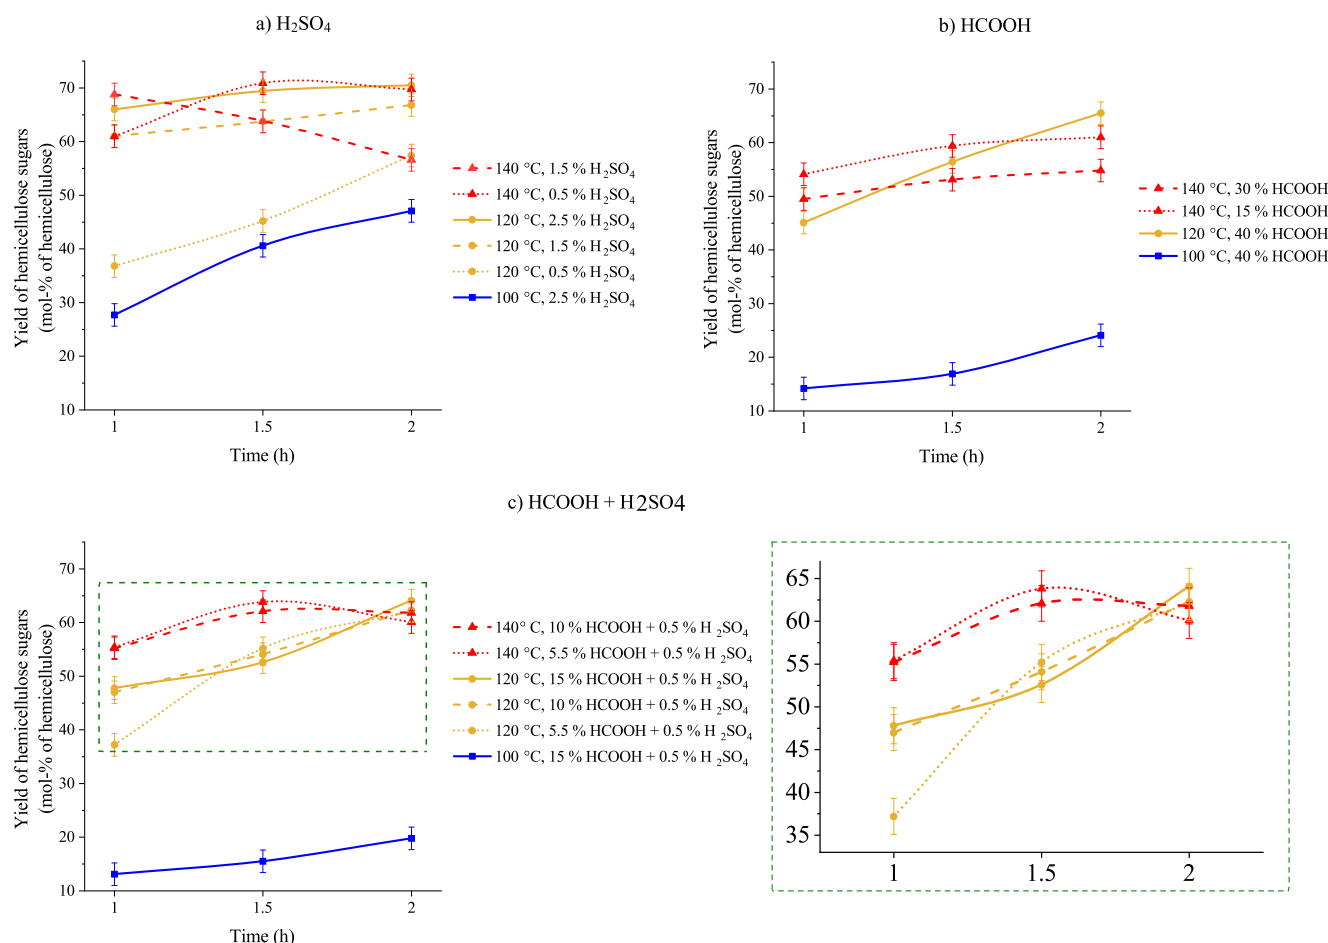 a) H₂SO₄
Yield of hemicellulose sugars
(mol-% of hemicellulose)
70
60
50
40
30
20
10
1
1.5
2
Time (h)
140 °C, 1.5 % H₂SO₄
140 °C, 0.5 % H₂SO₄
120 °C, 2.5 % H₂SO₄
120 °C, 1.5 % H₂SO₄
120 °C, 0.5 % H₂SO₄
100 °C, 2.5 % H₂SO₄
b) HCOOH
Yield of hemicellulose sugars
(mol-% of hemicellulose)
70
60
50
40
30
20
10
1
1.5
2
Time (h)
140 °C, 30 % HCOOH
140 °C, 15 % HCOOH
120 °C, 40 % HCOOH
100 °C, 40 % HCOOH
c) HCOOH + H2SO4
Yield of hemicellulose sugars
(mol-% of hemicellulose)
70
60
50
40
30
20
10
1
1.5
2
Time (h)
140° C, 10 % HCOOH + 0.5 % H ₂SO₄
140 °C, 5.5 % HCOOH + 0.5 % H ₂SO₄
120 °C, 15 % HCOOH + 0.5 % H ₂SO₄
120 °C, 10 % HCOOH + 0.5 % H ₂SO₄
120 °C, 5.5 % HCOOH + 0.5 % H ₂SO₄
100 °C, 15 % HCOOH + 0.5 % H ₂SO₄
65
60
55
50
45
40
35
1
1.5
2